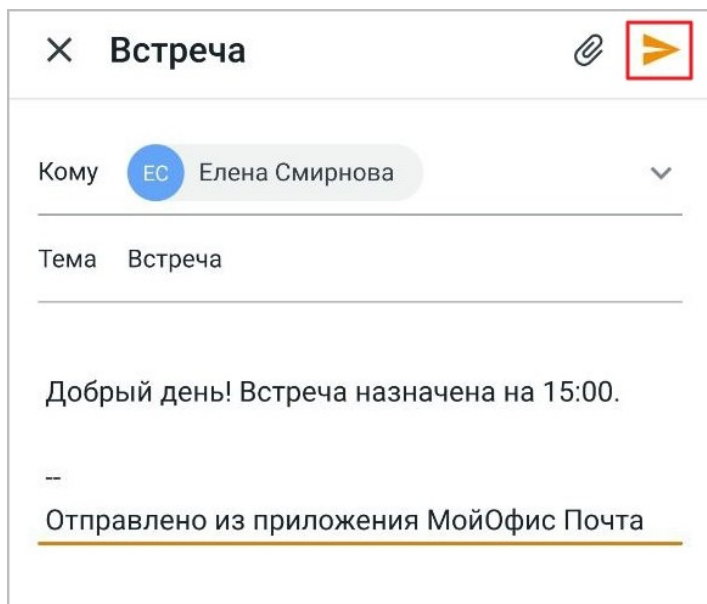 Встреча
Кому ЕС Елена Смирнова
Тема Встреча
Добрый день! Встреча назначена на 15:00.
--
Отправлено из приложения МойОфис Почта